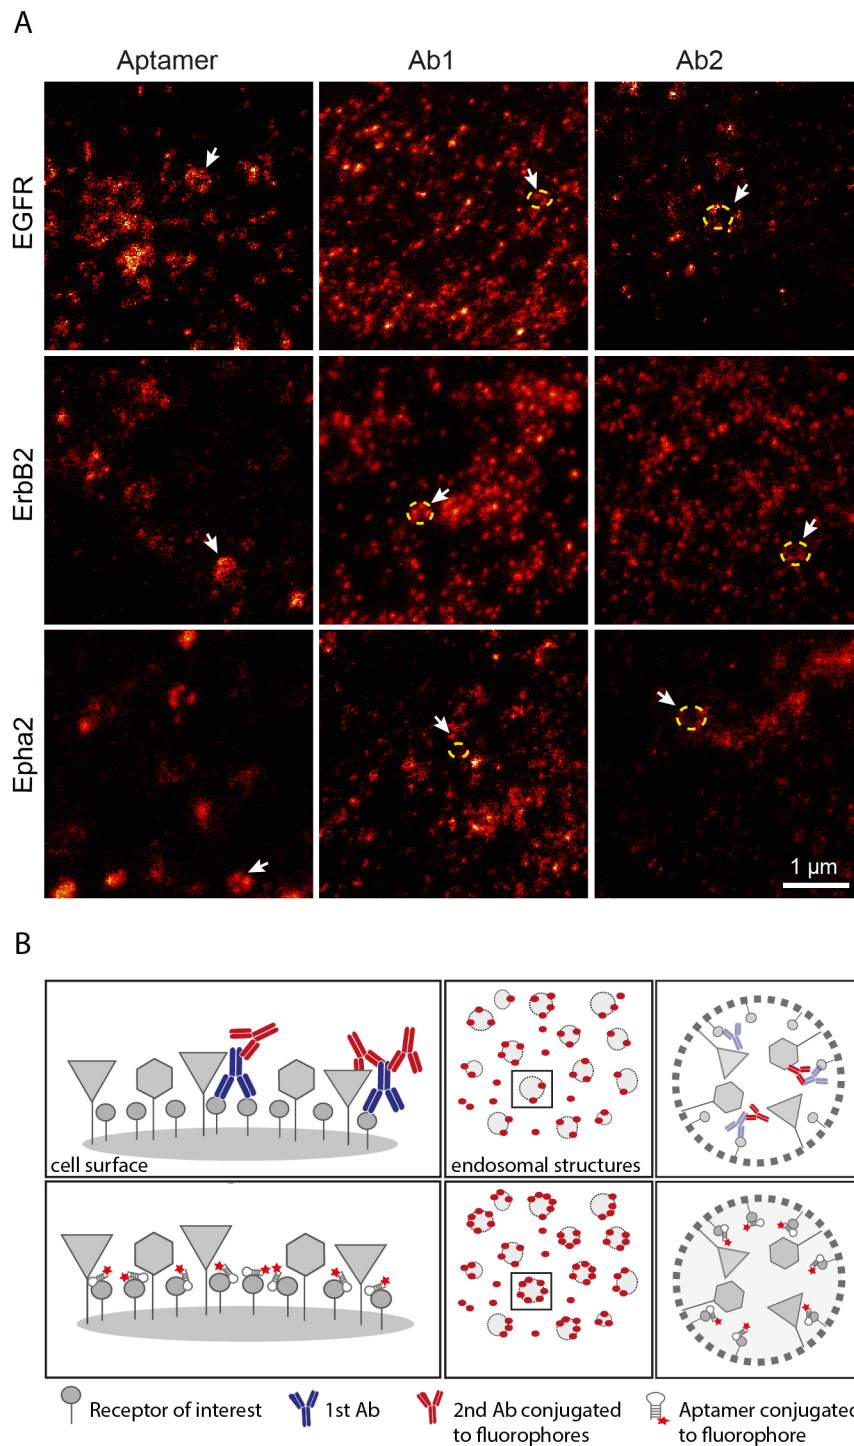 A
Aptamer
Ab1
Ab2
EGFR
ErbB2
Epha2
1 µm
B
cell surface
endosomal structures
Receptor of interest
1st Ab
2nd Ab conjugated
to fluorophores
Aptamer conjugated
to fluorophore